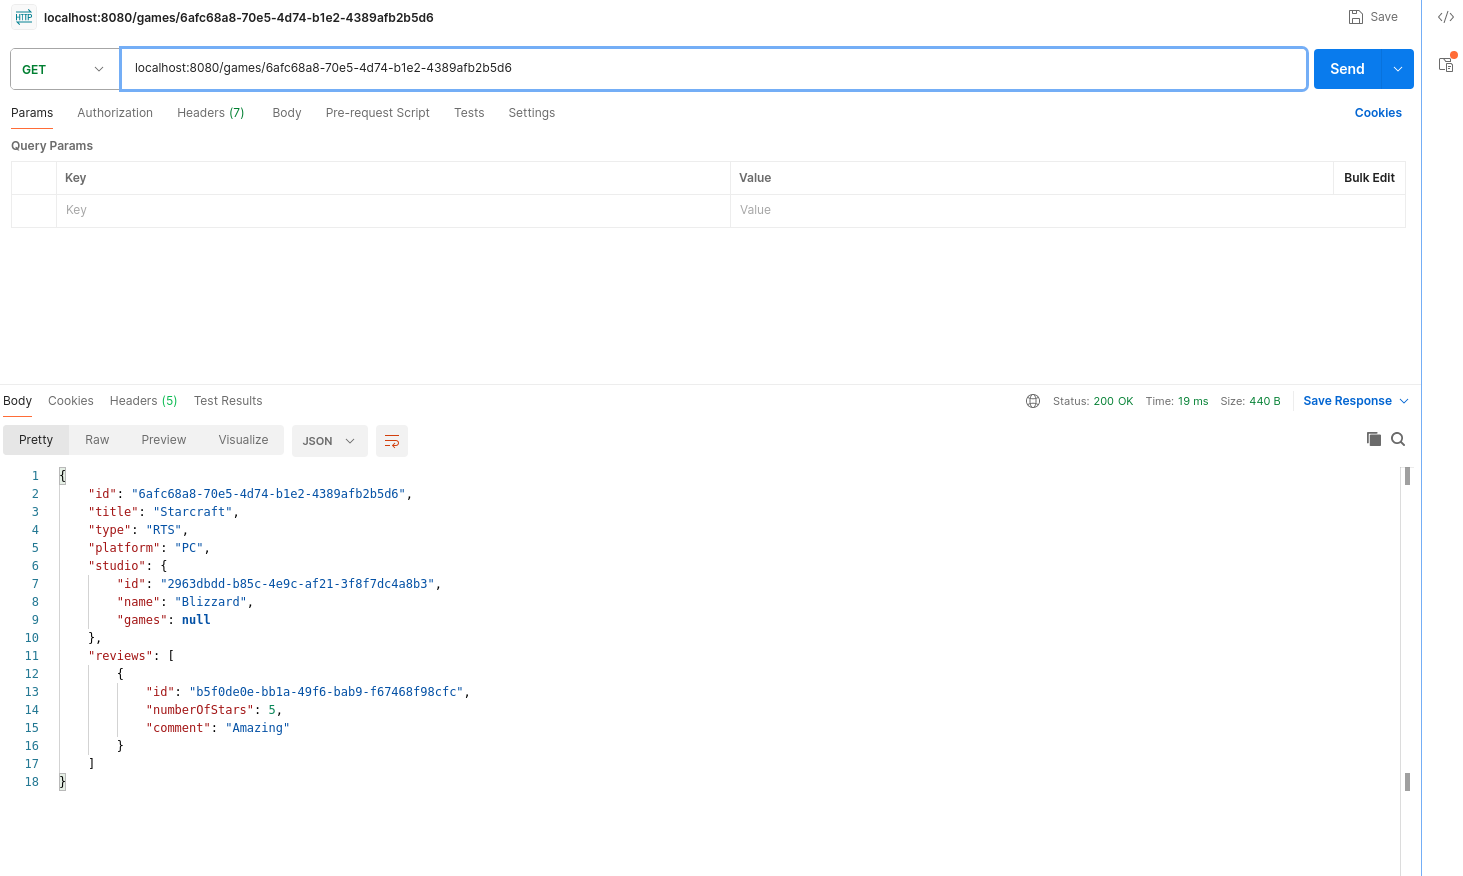 HTTP localhost:8080/games/6afc68a8-70e5-4d74-b1e2-4389afb2b5d6 Save
GET localhost:8080/games/6afc68a8-70e5-4d74-b1e2-4389afb2b5d6 Send
Params Authorization Headers (7) Body Pre-request Script Tests Settings Cookies
Query Params
Key Value Bulk Edit
Key Value
Body Cookies Headers (5) Test Results Status: 200 OK Time: 19 ms Size: 440 B Save Response
Pretty Raw Preview Visualize JSON
1 {
2 "id": "6afc68a8-70e5-4d74-b1e2-4389afb2b5d6",
3 "title": "Starcraft",
4 "type": "RTS",
5 "platform": "PC",
6 "studio": {
7 "id": "2963dbdd-b85c-4e9c-af21-3f8f7dc4a8b3",
8 "name": "Blizzard",
9 "games": null
10 },
11 "reviews": [
12 {
13 "id": "b5f0de0e-bb1a-49f6-bab9-f67468f98cfc",
14 "numberOfStars": 5,
15 "comment": "Amazing"
16 }
17 ]
18 }